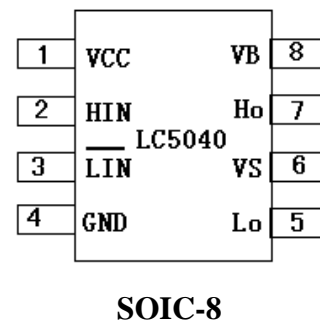 1 VCC VB 8
2 HIN Ho 7
LC5040
3 LIN VS 6
4 GND Lo 5
SOIC-8